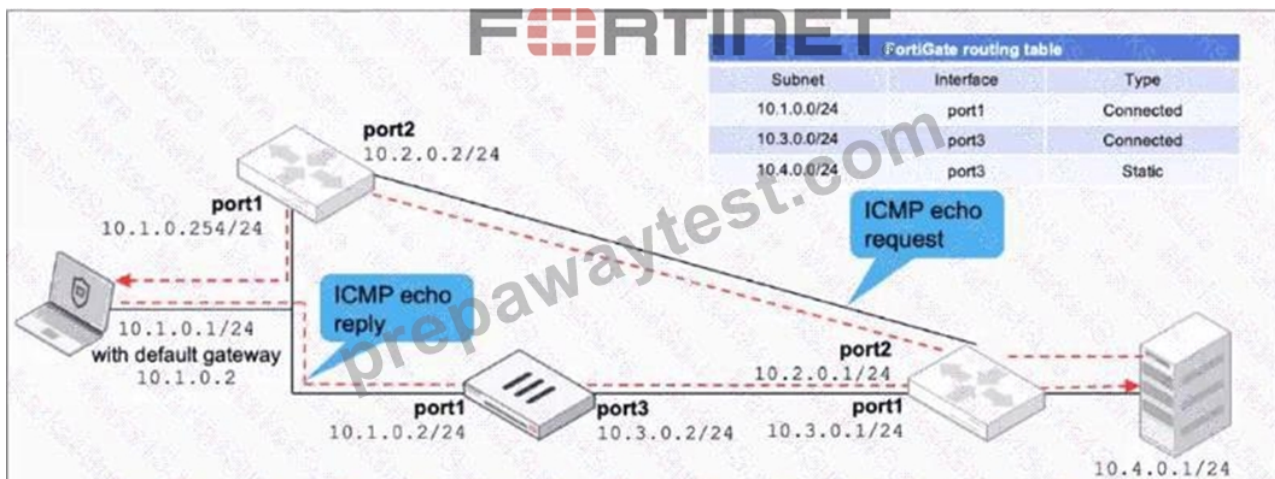 FORTINET
FortiGate routing table
Subnet Interface Type
10.1.0.0/24 port1 Connected
10.3.0.0/24 port3 Connected
10.4.0.0/24 port3 Static
port2
10.2.0.2/24
port1
10.1.0.254/24
ICMP echo
request
ICMP echo
reply
10.1.0.1/24
with default gateway
10.1.0.2
port1
10.1.0.2/24
port3
10.3.0.2/24
port2
10.2.0.1/24
port1
10.3.0.1/24
10.4.0.1/24
prepawaytest.com